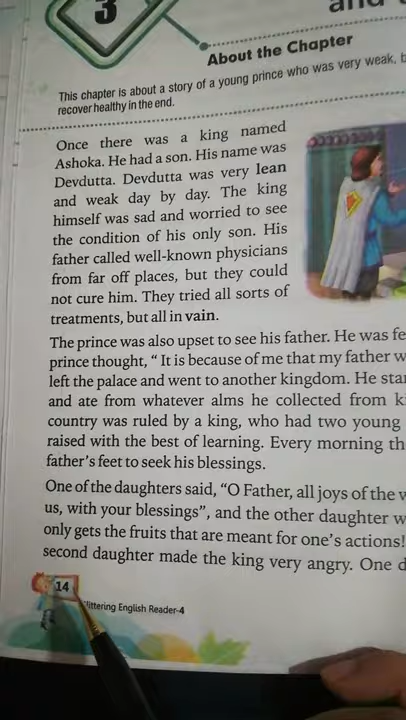 3
and
About the Chapter
This chapter is about a story of a young prince who was very weak,
recover healthy in the end.
Once there was a king named
Ashoka. He had a son. His name was
Devdutta. Devdutta was very lean
and weak day by day. The king
himself was sad and worried to see
the condition of his only son. His
father called well-known physicians
from far off places, but they could
not cure him. They tried all sorts of
treatments, but all in vain.
The prince was also upset to see his father. He was fe
prince thought, “ It is because of me that my father w
left the palace and went to another kingdom. He star
and ate from whatever alms he collected from k
country was ruled by a king, who had two young
raised with the best of learning. Every morning th
father's feet to seek his blessings.
One of the daughters said, “O Father, all joys of the w
us, with your blessings”, and the other daughter w
only gets the fruits that are meant for one's actions!
second daughter made the king very angry. One d
14
littering English Reader-4